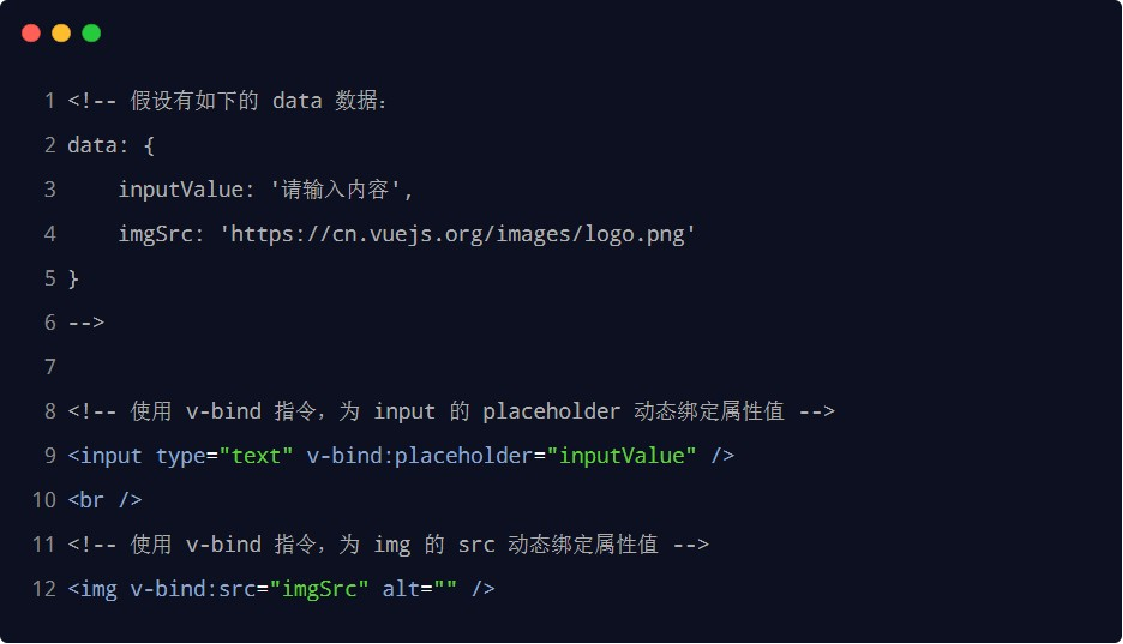 1 <!-- 假设有如下的 data 数据：
2 data: {
3     inputValue: '请输入内容',
4     imgSrc: 'https://cn.vuejs.org/images/logo.png'
5 }
6 -->
7
8 <!-- 使用 v-bind 指令，为 input 的 placeholder 动态绑定属性值 -->
9 <input type="text" v-bind:placeholder="inputValue" />
10 <br />
11 <!-- 使用 v-bind 指令，为 img 的 src 动态绑定属性值 -->
12 <img v-bind:src="imgSrc" alt="" />